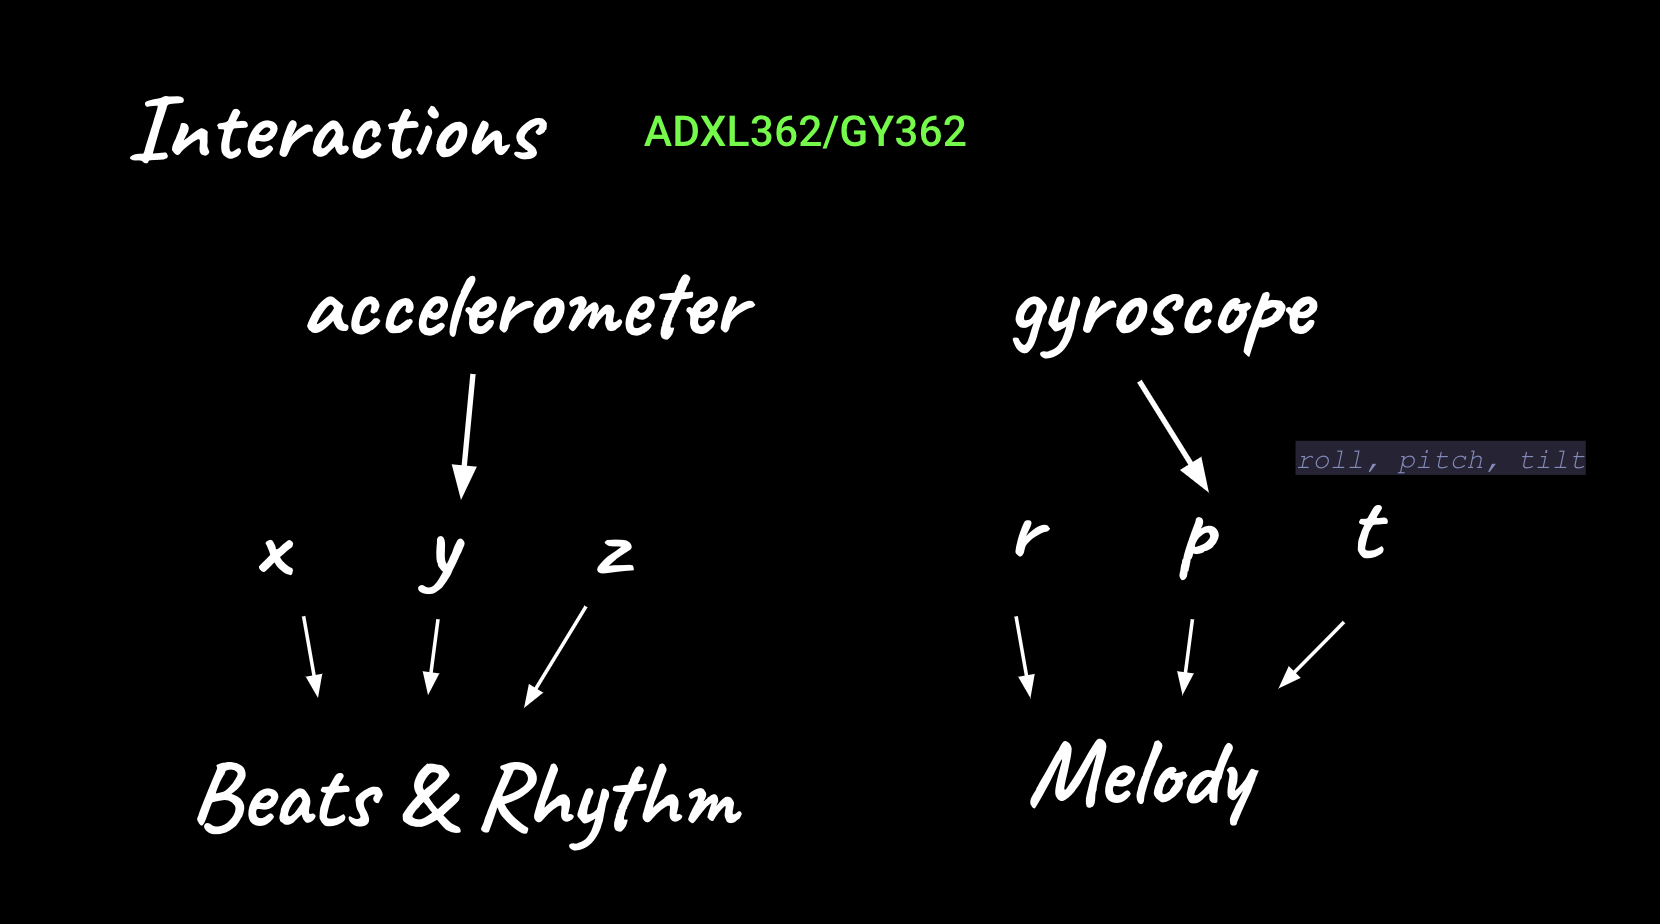 Interactions ADXL362/GY362
accelerometer gyroscope
roll, pitch, tilt
x y z r p t
Beats & Rhythm Melody